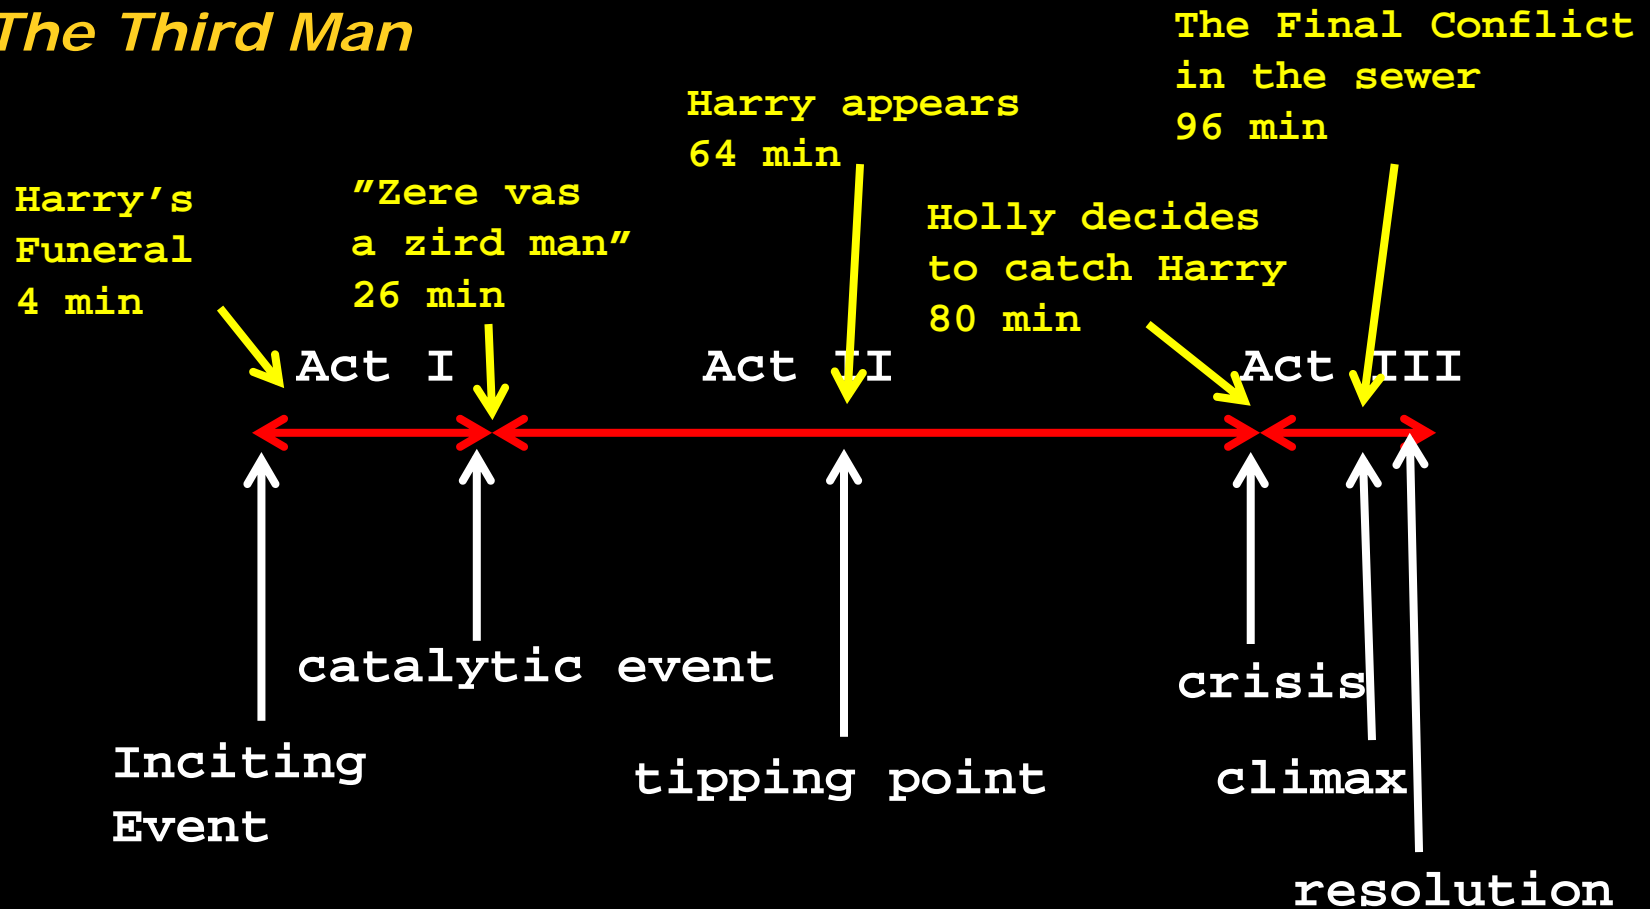 The Third Man
The Final Conflict
in the sewer
96 min
Harry appears
64 min
Harry’s
Funeral
4 min
”Zere vas
a zird man”
26 min
Holly decides
to catch Harry
80 min
Act I
Act II
Act III
catalytic event
crisis
Inciting
Event
tipping point
climax
resolution